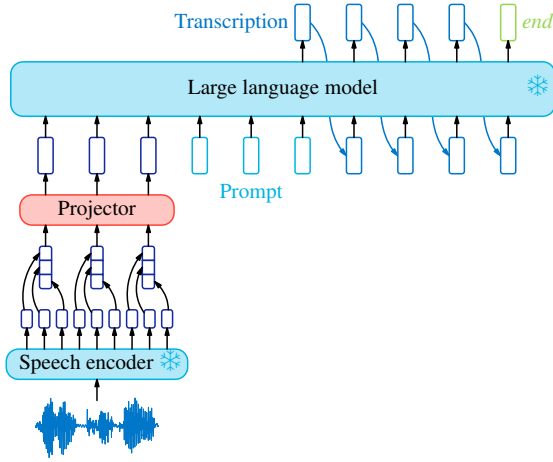 Transcription
end
Large language model
Prompt
Projector
Speech encoder